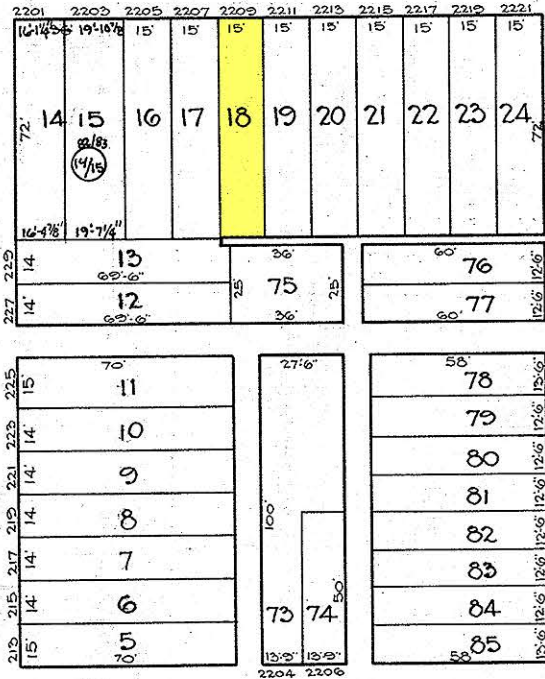 2201 2203 2205 2207 2209 2211 2213 2215 2217 2219 2221
19'-10⅞ 15' 15' 15' 15' 15' 15' 15' 15' 15'
72' 14 15 16 17 18 19 20 21 22 23 24 72'
82/83
14/15
16'-4⅞" 19'-7¼"
229 14' 13 69'-6" 36' 60' 76 12'6"
25' 75 25'
227 14' 12 69'-6" 36' 60' 77 12'6"
70' 27'-6" 58'
225 15' 11 78 13'6"
223 14' 10 79 12'6"
221 14' 9 80 12'6"
219 14' 8 100' 81 12'6"
217 14' 7 82 12'6"
50' 83 12'6"
215 14' 6 73 74 84 12'6"
213 15' 5 70' 13'9" 13'9" 58' 85 13'6"
2204 2206